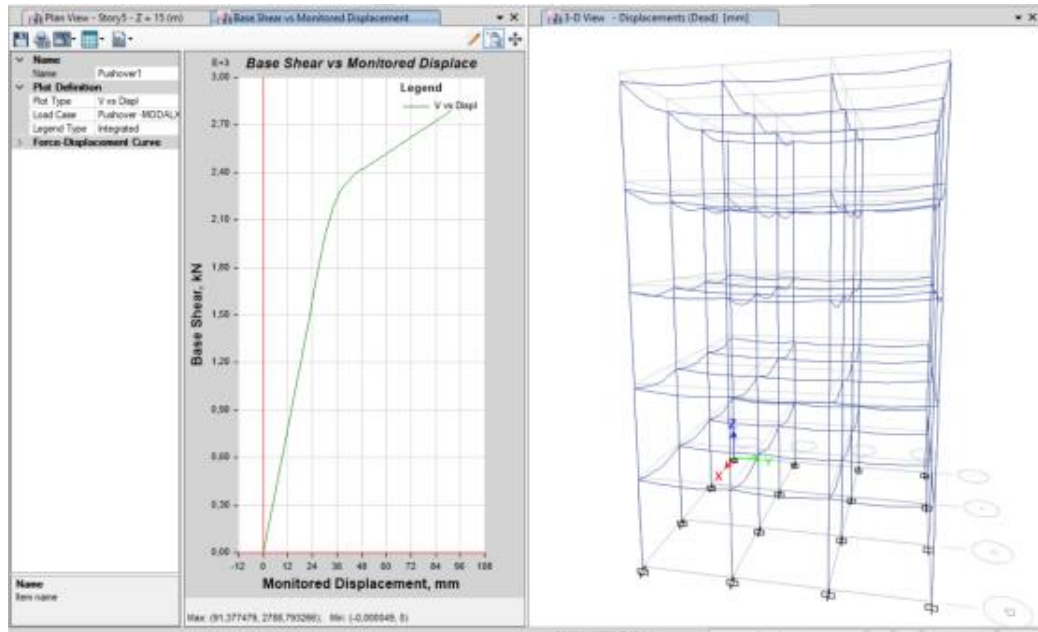 Plan View - Story5 - Z = 15 (m)
Base Shear vs Monitored Displacement
3-D View - Displacements (Dead) [mm]
Name
Name Pushover1
Plot Definition
Plot Type V vs Displ
Load Case Pushover -MODALX
Legend Type Integrated
Force-Displacement Curve
Name
Item name
E+3
Base Shear vs Monitored Displace
Legend
V vs Displ
3,00
2,70
2,40
2,10
1,80
1,50
1,20
0,90
0,60
0,30
0,00
Base Shear, kN
-12 0 12 24 36 48 60 72 84 96 108
Monitored Displacement, mm
Max: (91,377479, 2788,793266); Min: (-0,000049, 0)
Z
Y
X